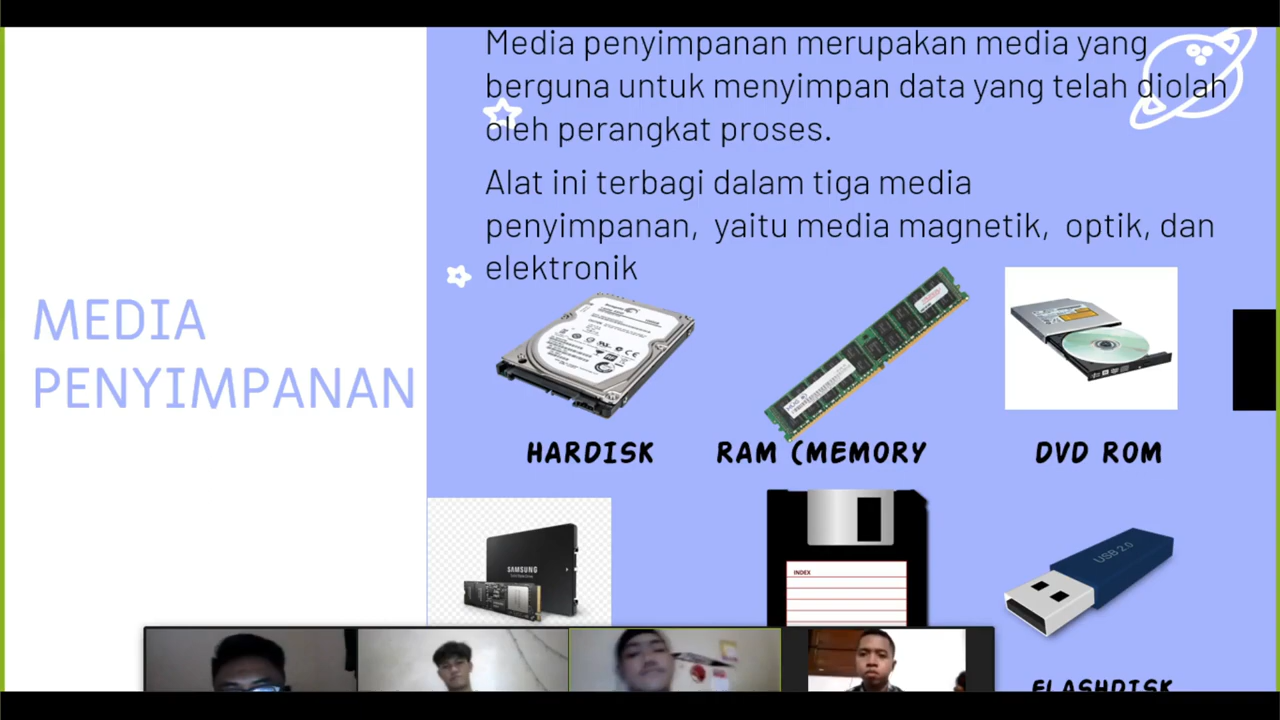 Media penyimpanan merupakan media yang
berguna untuk menyimpan data yang telah diolah
oleh perangkat proses.
Alat ini terbagi dalam tiga media
penyimpanan, yaitu media magnetik, optik, dan
elektronik
MEDIA
PENYIMPANAN
HARDISK
RAM (MEMORY
DVD ROM
SAMSUNG
INDEX
USB 2.0
FLASHDISK